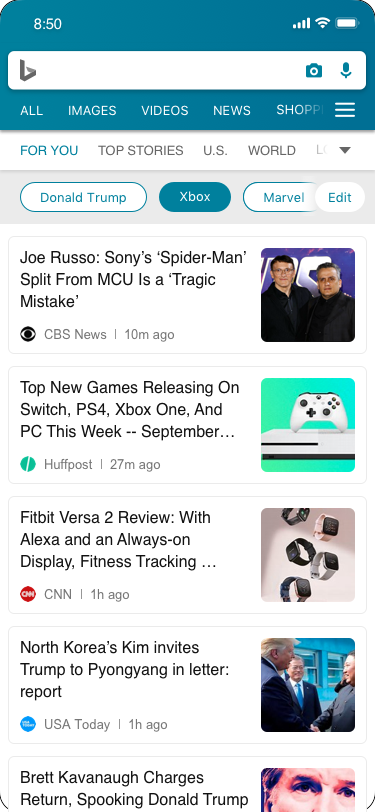 8:50
ALL IMAGES VIDEOS NEWS SHOPP
FOR YOU TOP STORIES U.S. WORLD
Donald Trump Xbox Marvel Edit
Joe Russo: Sony’s ‘Spider-Man’
Split From MCU Is a ‘Tragic
Mistake’
CBS News | 10m ago
Top New Games Releasing On
Switch, PS4, Xbox One, And
PC This Week -- September…
Huffpost | 27m ago
Fitbit Versa 2 Review: With
Alexa and an Always-on
Display, Fitness Tracking …
CNN CNN | 1h ago
North Korea’s Kim invites
Trump to Pyongyang in letter:
report
USA Today | 1h ago
Brett Kavanaugh Charges
Return, Spooking Donald Trump